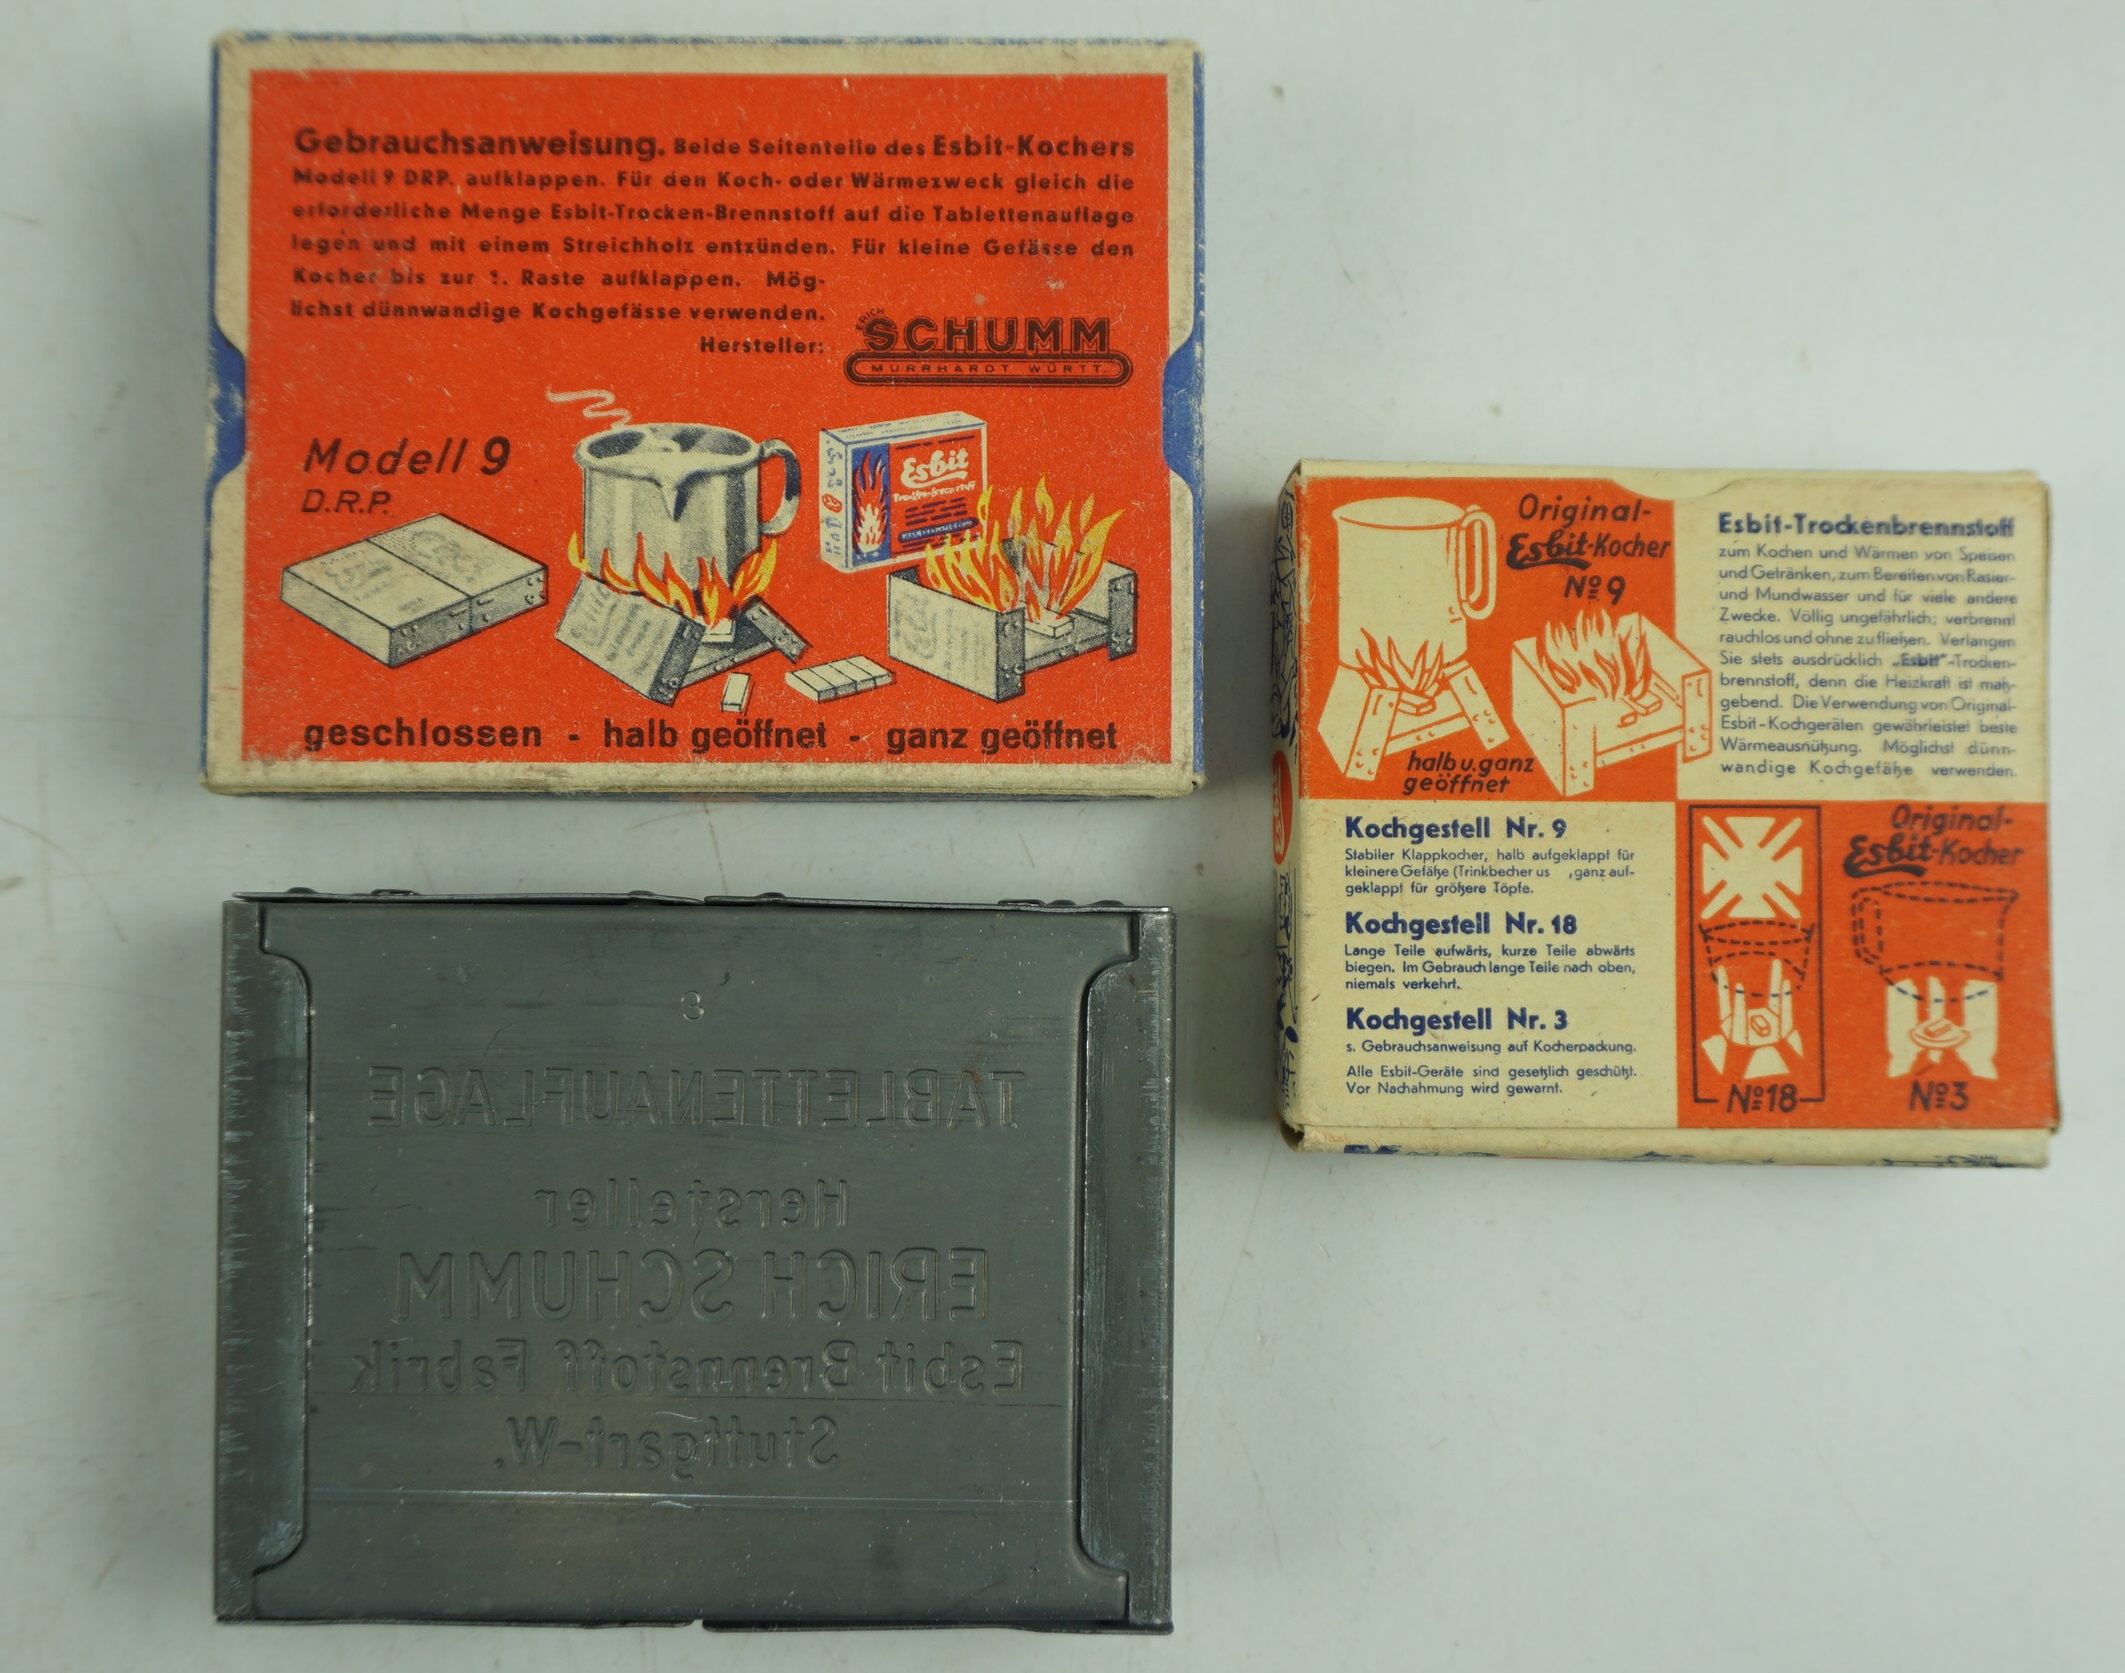 Gebrauchsanweisung. Beide Seitenteile des Esbit-Kochers
Modell 9 DRP. aufklappen. Für den Koch- oder Wärmezweck gleich die
erforderliche Menge Esbit-Trocken-Brennstoff auf die Tablettenauflage
legen und mit einem Streichholz entzünden. Für kleine Gefässe den
Kocher bis zur 1. Raste aufklappen. Mög-
lichst dünnwandige Kochgefässe verwenden.
Hersteller:
ERICH
SCHUMM
MURRHARDT WÜRTT.
Modell 9
D.R.P.
Esbit
geschlossen - halb geöffnet - ganz geöffnet
Original-
Esbit-Kocher
No 9
halb u. ganz
geöffnet
Esbit-Trockenbrennstoff
zum Kochen und Wärmen von Speisen
und Getränken, zum Bereiten von Rasier-
und Mundwasser und für viele andere
Zwecke. Völlig ungefährlich; verbrennt
rauchlos und ohne zu fließen. Verlangen
Sie stets ausdrücklich „Esbit"-Trocken-
brennstoff, denn die Heizkraft ist maß-
gebend. Die Verwendung von Original-
Esbit-Kochgeräten gewährleistet beste
Wärmeausnützung. Möglichst dünn-
wandige Kochgefäße verwenden.
Kochgestell Nr. 9
Stabiler Klappkocher, halb aufgeklappt für
kleinere Gefäße (Trinkbecher us , ganz auf-
geklappt für größere Töpfe.
Kochgestell Nr. 18
Lange Teile aufwärts, kurze Teile abwärts
biegen. Im Gebrauch lange Teile nach oben,
niemals verkehrt.
Kochgestell Nr. 3
s. Gebrauchsanweisung auf Kocherpackung.
Alle Esbit-Geräte sind gesetzlich geschützt.
Vor Nachahmung wird gewarnt.
No 18
Original-
Esbit-Kocher
No 3
3
TABLETTENAUFLAGE
Hersteller
ERICH SCHUMM
Esbit Brennstoff Fabrik
Stuttgart-W.